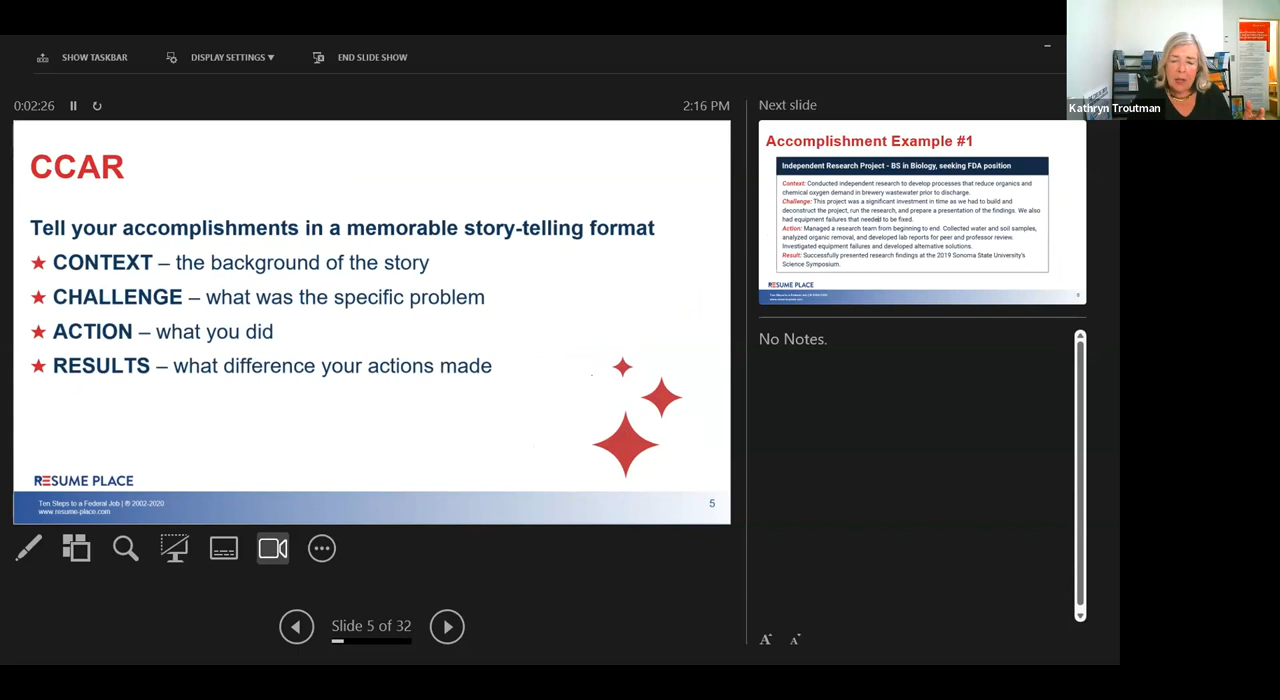 SHOW TASKBAR
DISPLAY SETTINGS ▼
END SLIDE SHOW
Kathryn Troutman
0:02:26
2:16 PM
Next slide
CCAR
Tell your accomplishments in a memorable story-telling format
★ CONTEXT – the background of the story
★ CHALLENGE – what was the specific problem
★ ACTION – what you did
★ RESULTS – what difference your actions made
RESUME PLACE
Ten Steps to a Federal Job | ® 2002-2020
www.resume-place.com
5
Accomplishment Example #1
Independent Research Project - BS in Biology, seeking FDA position
Context: Conducted independent research to develop processes that reduce organics and
chemical oxygen demand in brewery wastewater prior to discharge.
Challenge: This project was a significant investment in time as we had to build and
deconstruct the project, run the research, and prepare a presentation of the findings. We also
had equipment failures that needed to be fixed.
Action: Managed a research team from beginning to end. Collected water and soil samples,
analyzed organic removal, and developed lab reports for peer and professor review.
Investigated equipment failures and developed alternative solutions.
Result: Successfully presented research findings at the 2019 Sonoma State University's
Science Symposium.
RESUME PLACE
No Notes.
Slide 5 of 32
A A